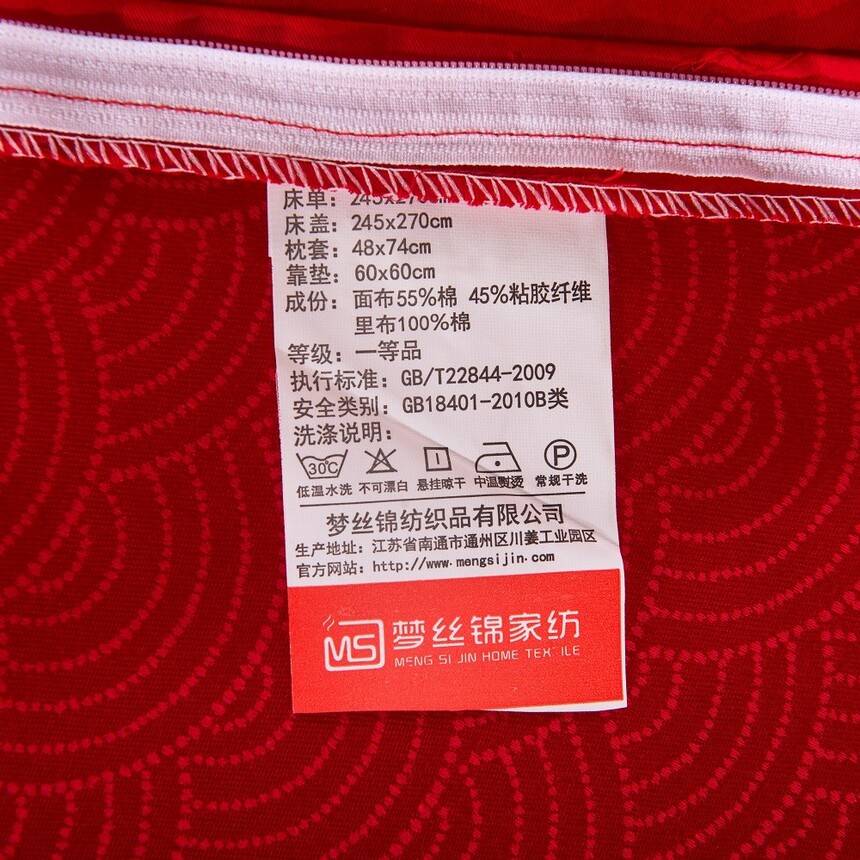 床单: 245x270cm
床盖: 245x270cm
枕套: 48x74cm
靠垫: 60x60cm
成份: 面布55%棉 45%粘胶纤维
里布100%棉
等级: 一等品
执行标准: GB/T22844-2009
安全类别: GB18401-2010B类
洗涤说明:
30℃ P
低温水洗 不可漂白 悬挂晾干 中温熨烫 常规干洗
梦丝锦纺织品有限公司
生产地址: 江苏省南通市通州区川姜工业园区
官方网站: http://www.mengsijin.com
MS 梦丝锦家纺
MENG SI JIN HOME TEXTILE